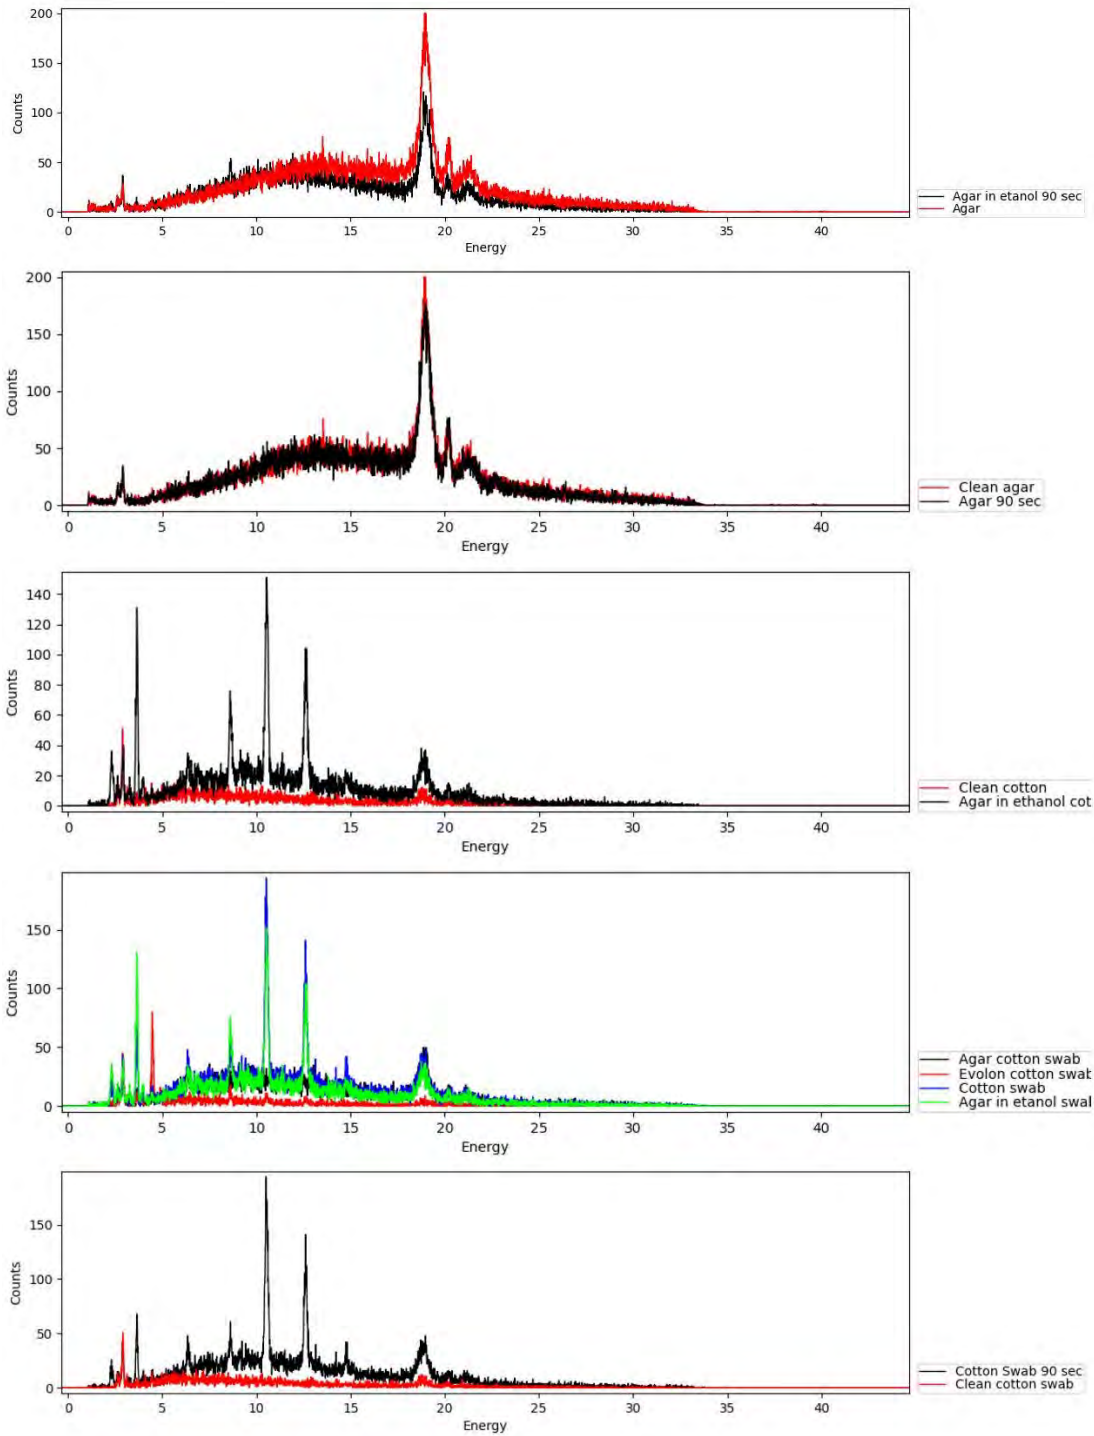 200
150
100
50
0
Counts
0 5 10 15 20 25 30 35 40
Energy
Agar in etanol 90 sec
Agar
200
150
100
50
0
Counts
0 5 10 15 20 25 30 35 40
Energy
Clean agar
Agar 90 sec
140
120
100
80
60
40
20
0
Counts
0 5 10 15 20 25 30 35 40
Energy
Clean cotton
Agar in ethanol cot
150
100
50
0
Counts
0 5 10 15 20 25 30 35 40
Energy
Agar cotton swab
Evolon cotton swab
Cotton swab
Agar in etanol swal
150
100
50
0
Counts
0 5 10 15 20 25 30 35 40
Energy
Cotton Swab 90 sec
Clean cotton swab